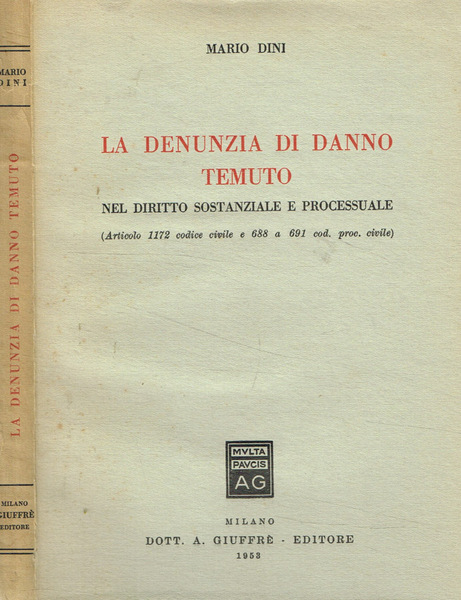 MARIO
DINI
LA DENUNZIA DI DANNO TEMUTO
MILANO
GIUFFRÈ
EDITORE
MARIO DINI
LA DENUNZIA DI DANNO
TEMUTO
NEL DIRITTO SOSTANZIALE E PROCESSUALE
(Articolo 1172 codice civile e 688 a 691 cod. proc. civile)
MVLTA
PAVCIS
AG
MILANO
DOTT. A. GIUFFRÈ - EDITORE
1953